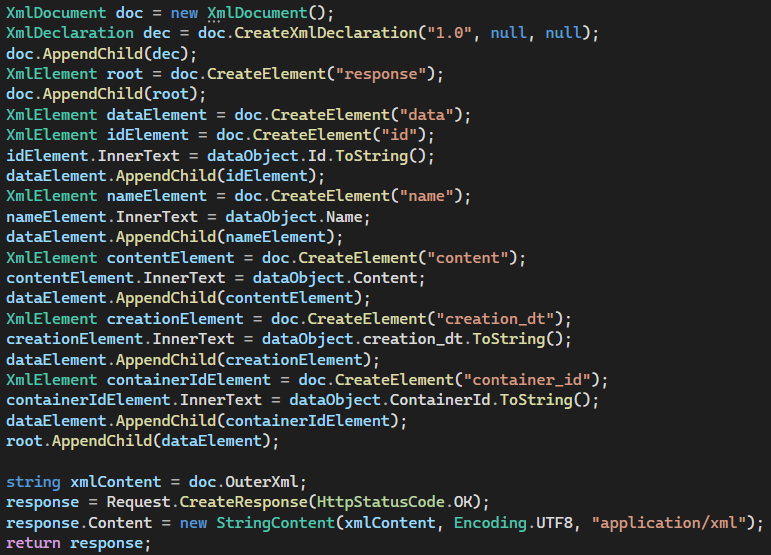 XmlDocument doc = new XmlDocument();
XmlDeclaration dec = doc.CreateXmlDeclaration("1.0", null, null);
doc.AppendChild(dec);
XmlElement root = doc.CreateElement("response");
doc.AppendChild(root);
XmlElement dataElement = doc.CreateElement("data");
XmlElement idElement = doc.CreateElement("id");
idElement.InnerText = dataObject.Id.ToString();
dataElement.AppendChild(idElement);
XmlElement nameElement = doc.CreateElement("name");
nameElement.InnerText = dataObject.Name;
dataElement.AppendChild(nameElement);
XmlElement contentElement = doc.CreateElement("content");
contentElement.InnerText = dataObject.Content;
dataElement.AppendChild(contentElement);
XmlElement creationElement = doc.CreateElement("creation_dt");
creationElement.InnerText = dataObject.creation_dt.ToString();
dataElement.AppendChild(creationElement);
XmlElement containerIdElement = doc.CreateElement("container_id");
containerIdElement.InnerText = dataObject.ContainerId.ToString();
dataElement.AppendChild(containerIdElement);
root.AppendChild(dataElement);

string xmlContent = doc.OuterXml;
response = Request.CreateResponse(HttpStatusCode.OK);
response.Content = new StringContent(xmlContent, Encoding.UTF8, "application/xml");
return response;